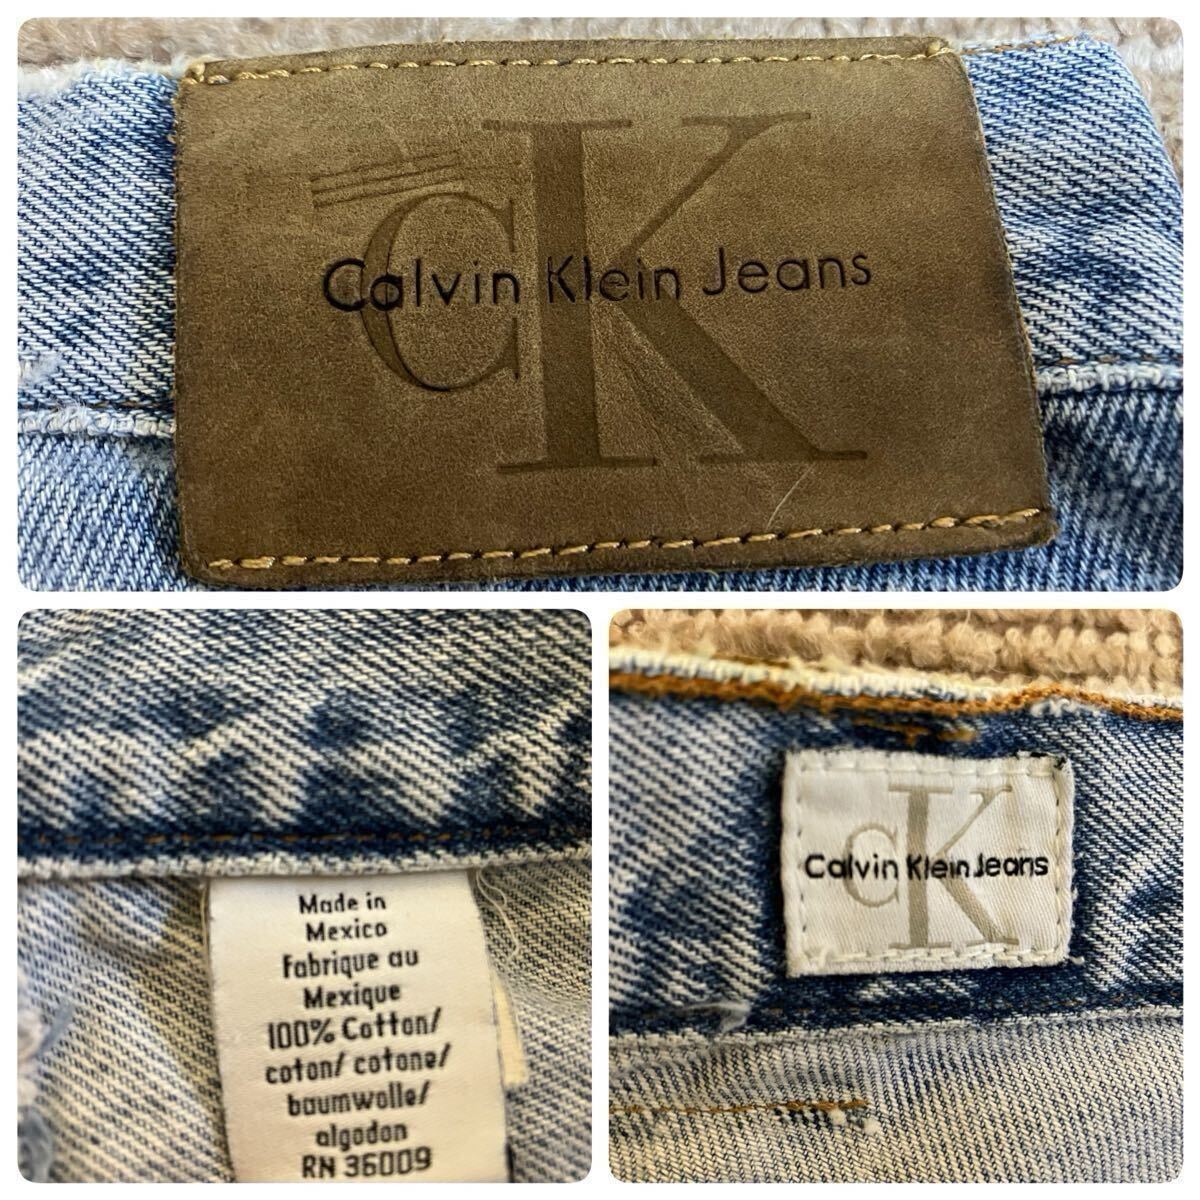 CK
Calvin Klein Jeans
Made in
Mexico
Fabrique au
Mexique
100% Cotton/
coton/ cotone/
baumwolle/
algodon
RN 36009
CK
Calvin Klein Jeans